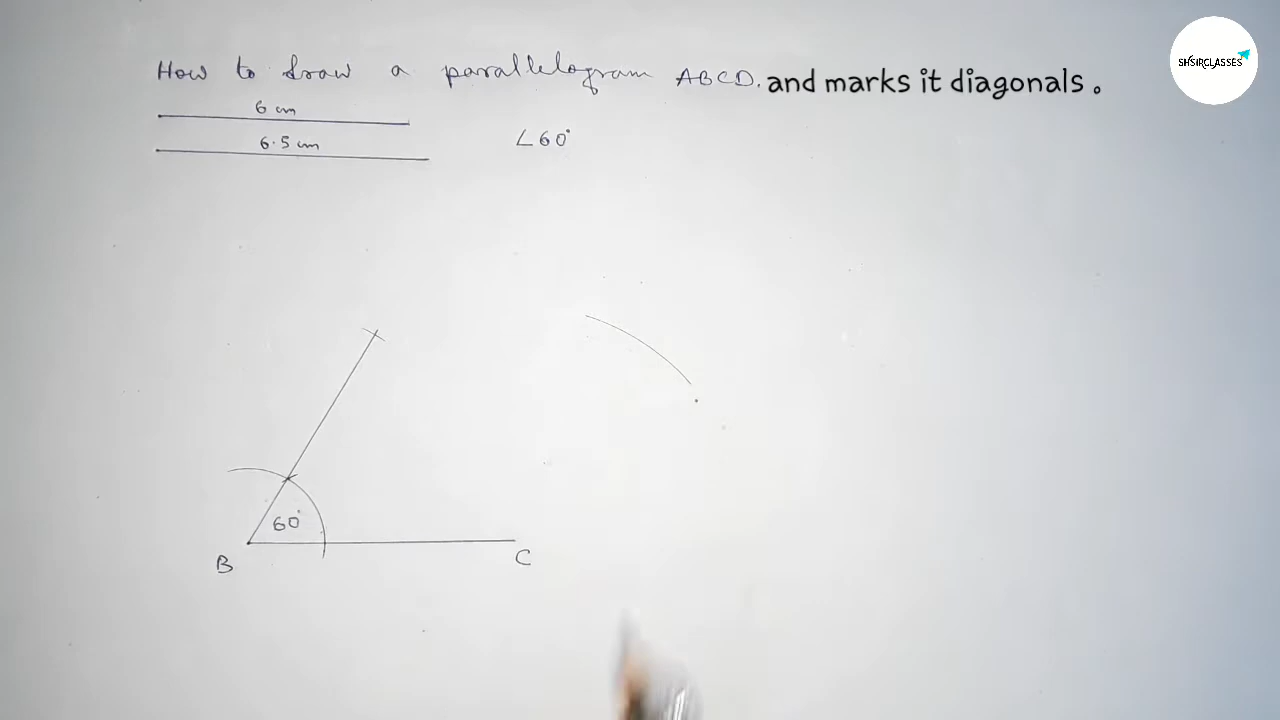 How to draw a parallelogram ABCD. and marks it diagonals.
SHSIRCLASSES
6 cm
6.5 cm
∠60°
60°
B
C